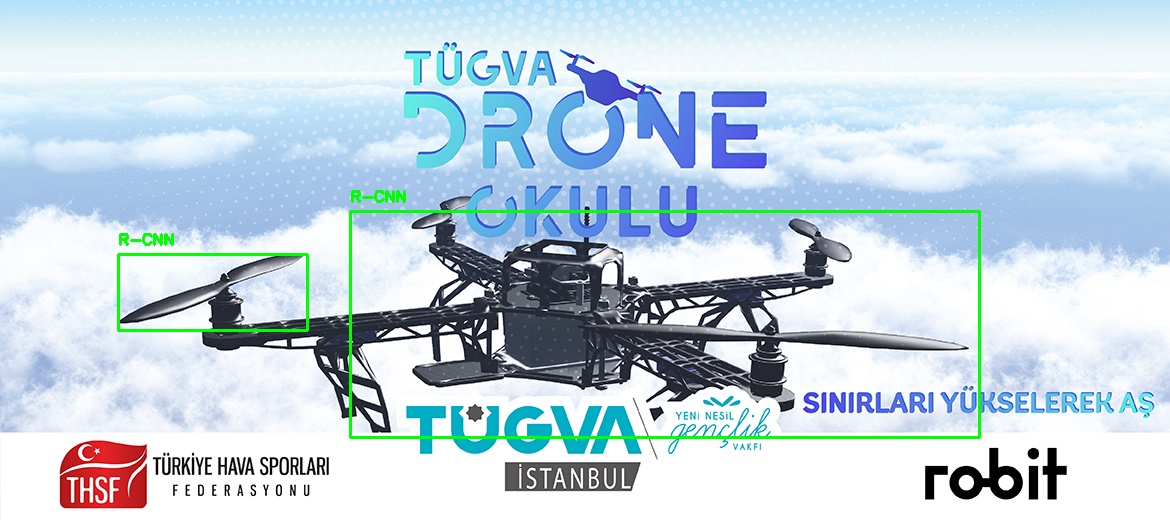 TÜGVA
DRONE
OKULU
R-CNN
R-CNN
SINIRLARI YÜKSELEREK AŞ
TÜGVA
İSTANBUL
YENİ NESİL
gençlik
VAKFI
THSF
TÜRKİYE HAVA SPORLARI
FEDERASYONU
robit